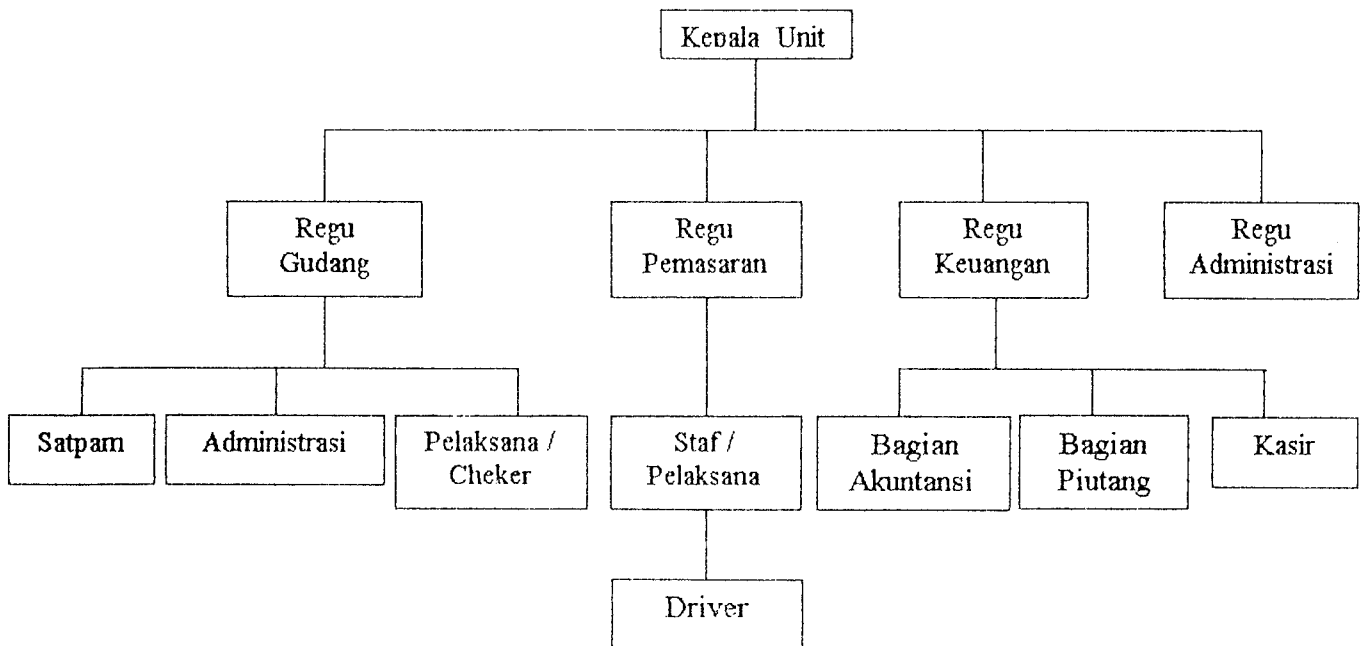 Kepala Unit
Regu
Gudang
Regu
Pemasaran
Regu
Keuangan
Regu
Administrasi
Satpam
Administrasi
Pelaksana /
Cheker
Staf /
Pelaksana
Bagian
Akuntansi
Bagian
Piutang
Kasir
Driver